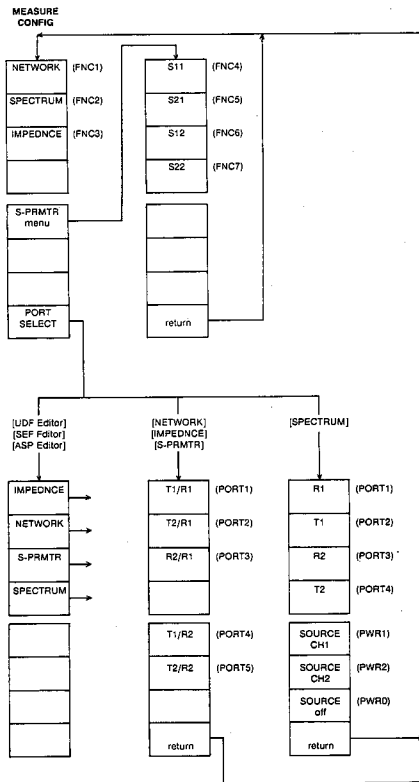 MEASURE
CONFIG
NETWORK (FNC1)
SPECTRUM (FNC2)
IMPEDNCE (FNC3)
S-PRMTR
menu
PORT
SELECT
S11 (FNC4)
S21 (FNC5)
S12 (FNC6)
S22 (FNC7)
return
[UDF Editor]
[SEF Fditor]
[ASP Editor]
IMPEDNCE
NETWORK
S-PRMTR
SPECTRUM
[NETWORK]
[IMPEDNCE]
[S-PRMTR]
T1/R1 (PORT1)
T2/R1 (PORT2)
R2/R1 (PORT3)
T1/R2 (PORT4)
T2/R2 (PORT5)
return
[SPECTRUM]
R1 (PORT1)
T1 (PORT2)
R2 (PORT3)
T2 (PORT4)
SOURCE
CH1 (PWR1)
SOURCE
CH2 (PWR2)
SOURCE
off (PWR0)
return